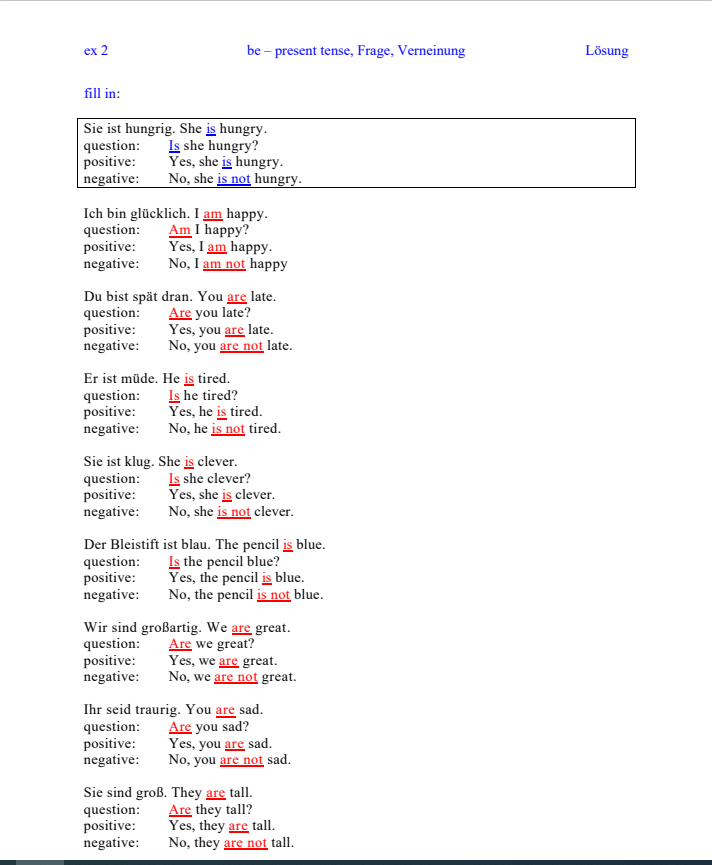 ex 2 be – present tense, Frage, Verneinung Lösung
fill in:
Sie ist hungrig. She is hungry.
question: Is she hungry?
positive: Yes, she is hungry.
negative: No, she is not hungry.
Ich bin glücklich. I am happy.
question: Am I happy?
positive: Yes, I am happy.
negative: No, I am not happy
Du bist spät dran. You are late.
question: Are you late?
positive: Yes, you are late.
negative: No, you are not late.
Er ist müde. He is tired.
question: Is he tired?
positive: Yes, he is tired.
negative: No, he is not tired.
Sie ist klug. She is clever.
question: Is she clever?
positive: Yes, she is clever.
negative: No, she is not clever.
Der Bleistift ist blau. The pencil is blue.
question: Is the pencil blue?
positive: Yes, the pencil is blue.
negative: No, the pencil is not blue.
Wir sind großartig. We are great.
question: Are we great?
positive: Yes, we are great.
negative: No, we are not great.
Ihr seid traurig. You are sad.
question: Are you sad?
positive: Yes, you are sad.
negative: No, you are not sad.
Sie sind groß. They are tall.
question: Are they tall?
positive: Yes, they are tall.
negative: No, they are not tall.